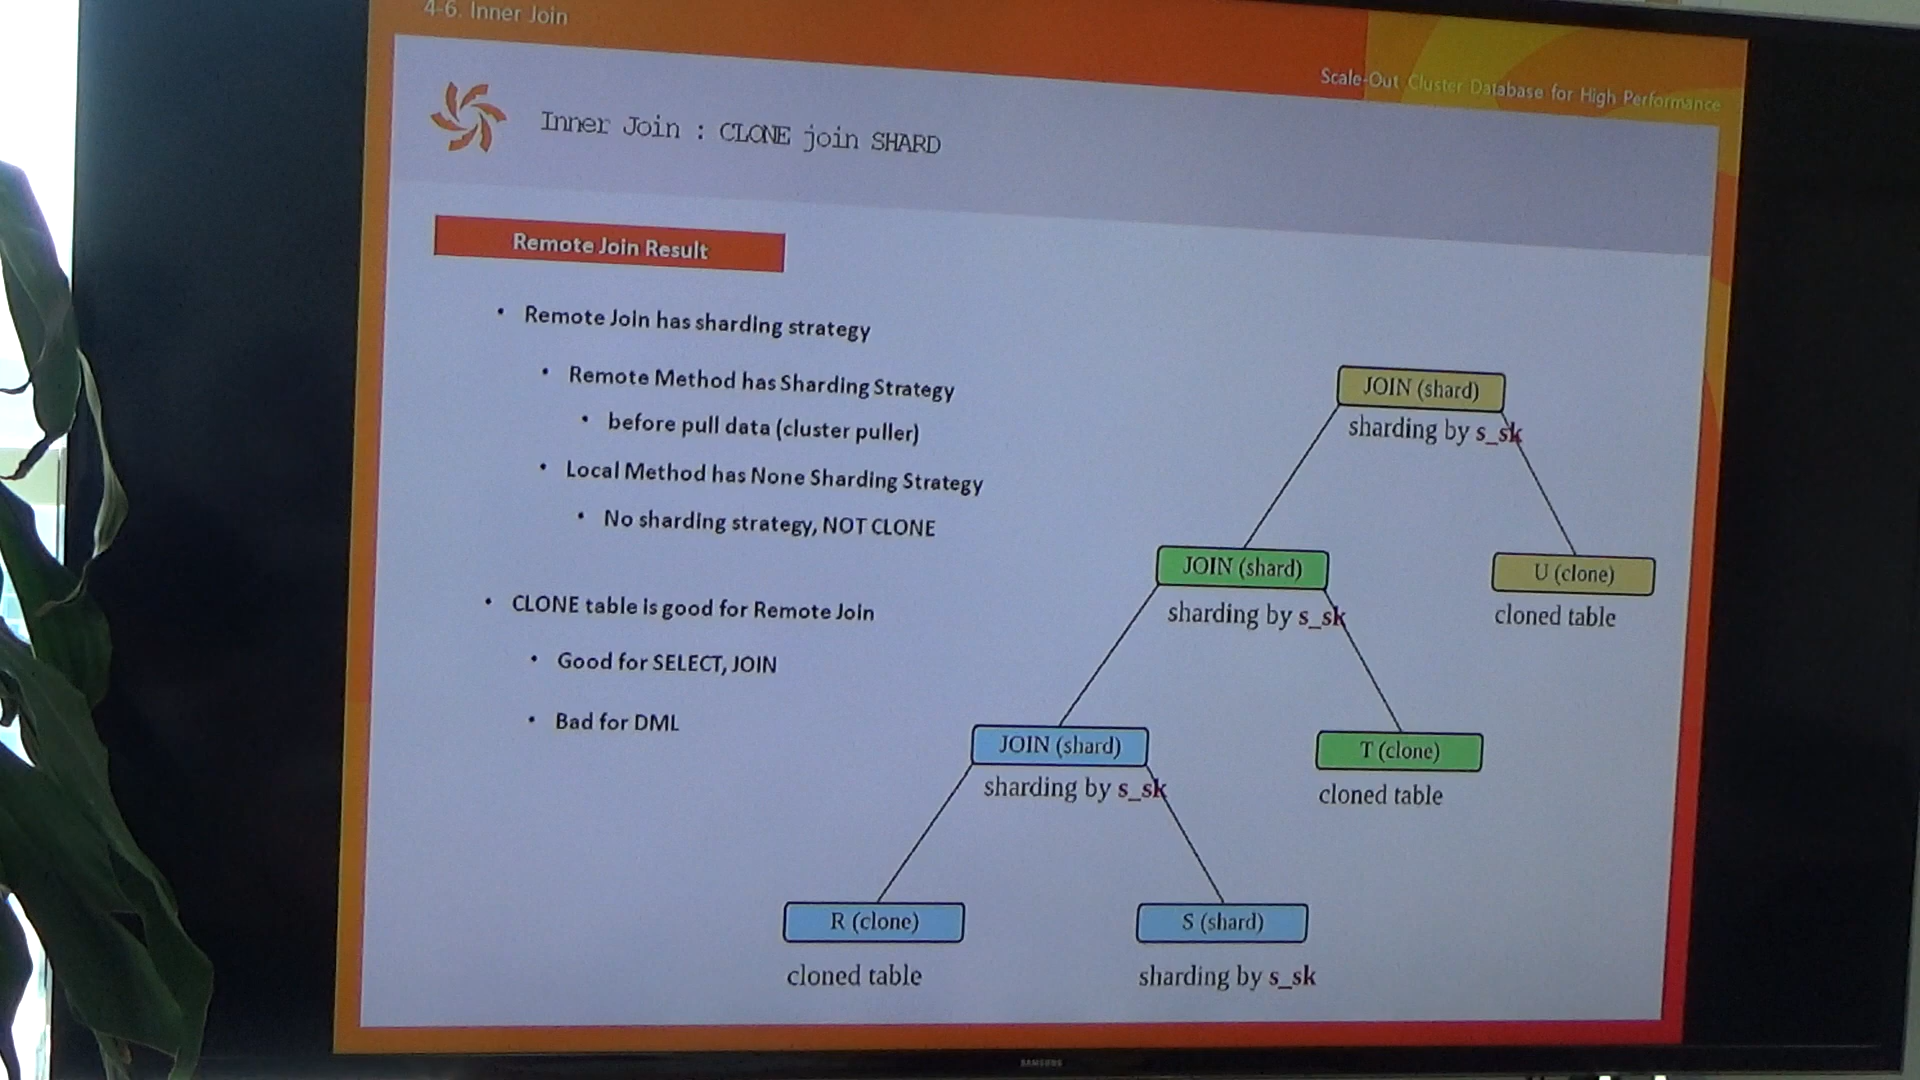 4-6. Inner Join
Scale-Out Cluster Database for High Performance
Inner Join : CLONE join SHARD
Remote Join Result
• Remote Join has sharding strategy
• Remote Method has Sharding Strategy
• before pull data (cluster puller)
• Local Method has None Sharding Strategy
• No sharding strategy, NOT CLONE
• CLONE table is good for Remote Join
• Good for SELECT, JOIN
• Bad for DML
JOIN (shard)
sharding by s_sk
JOIN (shard)
sharding by s_sk
U (clone)
cloned table
JOIN (shard)
sharding by s_sk
T (clone)
cloned table
R (clone)
cloned table
S (shard)
sharding by s_sk
SAMSUNG